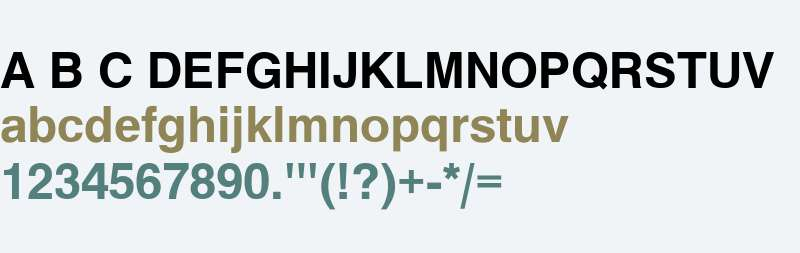 A B C DEFGHIJKLMNOPQRSTUV
abcdefghijklmnopqrstuv
1234567890."'(!?)+-*/=